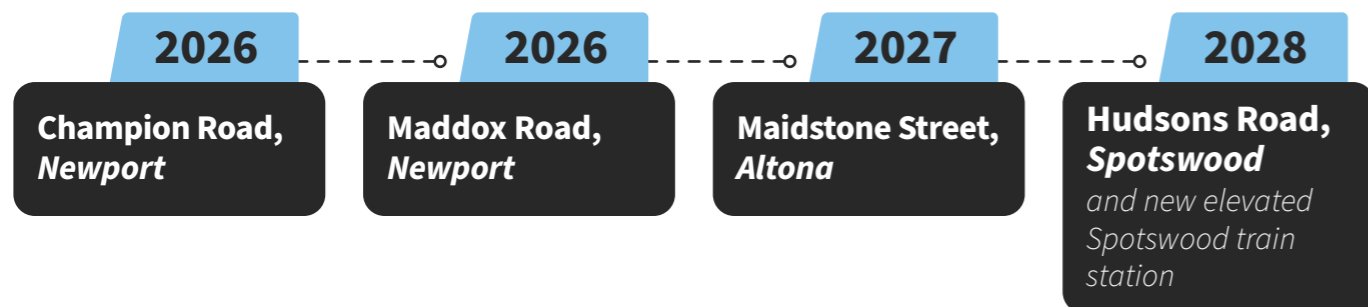 2026
Champion Road,
Newport
2026
Maddox Road,
Newport
2027
Maidstone Street,
Altona
2028
Hudsons Road,
Spotswood
and new elevated
Spotswood train
station